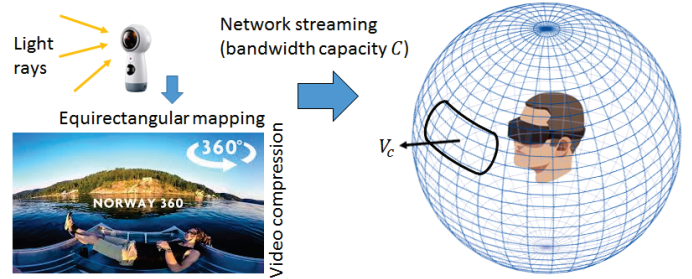 Light
rays
Network streaming
(bandwidth capacity C)
Equirectangular mapping
360°
NORWAY 360
Video compression
V_c